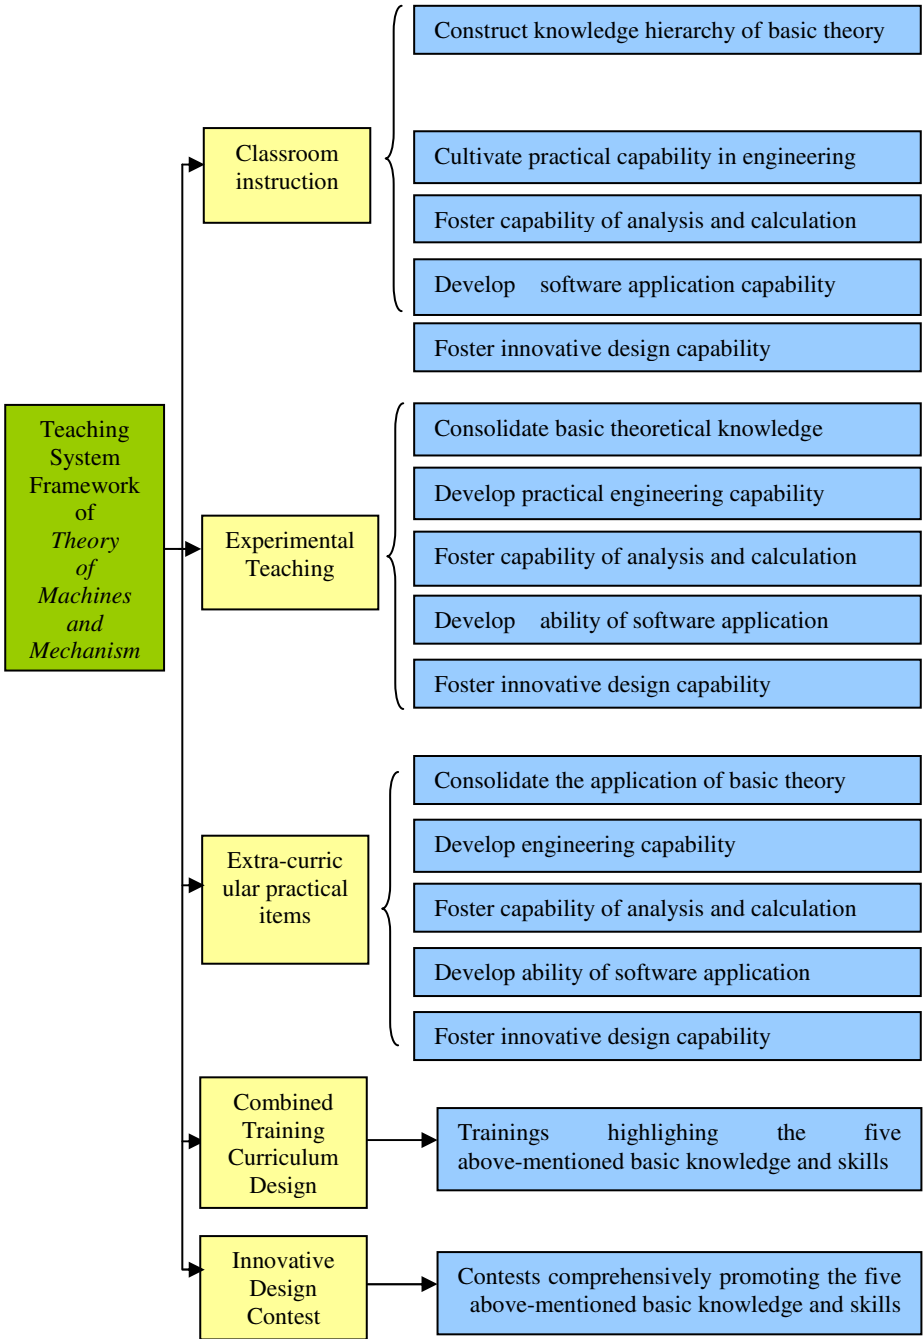 Teaching
System
Framework
of
Theory
of
Machines
and
Mechanism
Classroom
instruction
Construct knowledge hierarchy of basic theory
Cultivate practical capability in engineering
Foster capability of analysis and calculation
Develop software application capability
Foster innovative design capability
Experimental
Teaching
Consolidate basic theoretical knowledge
Develop practical engineering capability
Foster capability of analysis and calculation
Develop ability of software application
Foster innovative design capability
Extra-curric
ular practical
items
Consolidate the application of basic theory
Develop engineering capability
Foster capability of analysis and calculation
Develop ability of software application
Foster innovative design capability
Combined
Training
Curriculum
Design
Trainings highlighing the five
above-mentioned basic knowledge and skills
Innovative
Design
Contest
Contests comprehensively promoting the five
above-mentioned basic knowledge and skills